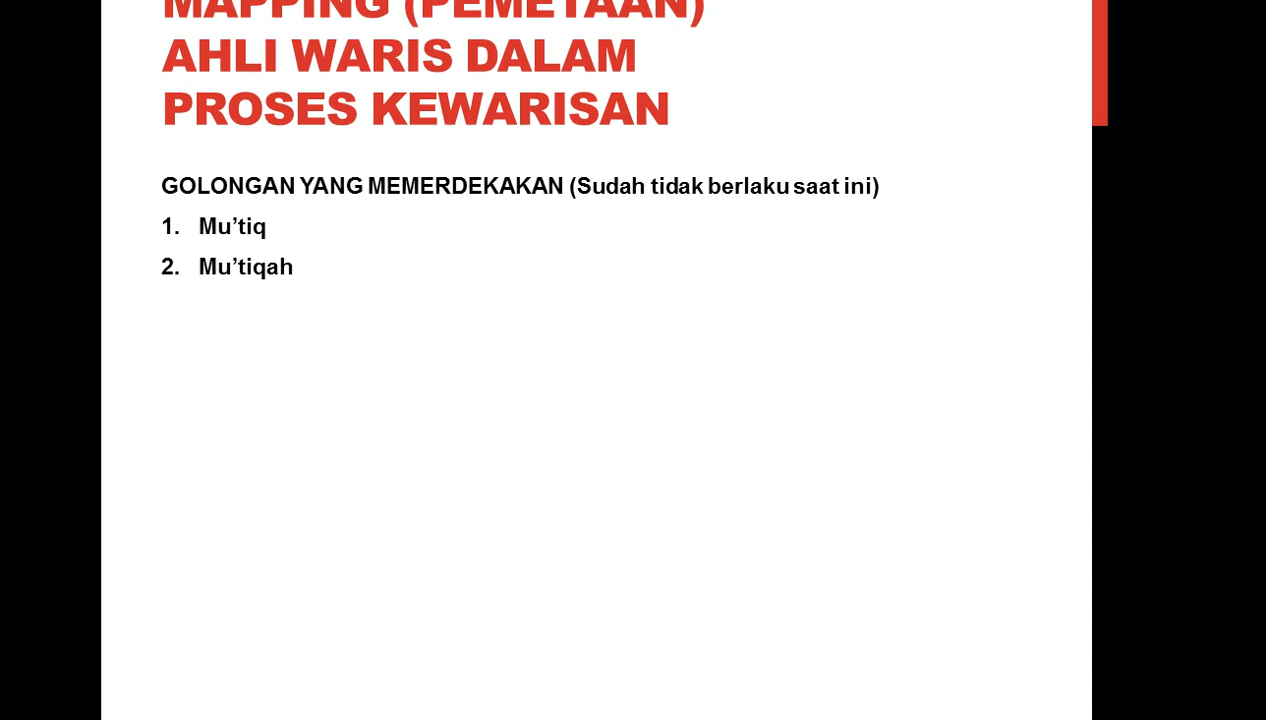 MAPPING (PEMETAAN)
AHLI WARIS DALAM
PROSES KEWARISAN
GOLONGAN YANG MEMERDEKAKAN (Sudah tidak berlaku saat ini)
1. Mu’tiq
2. Mu’tiqah